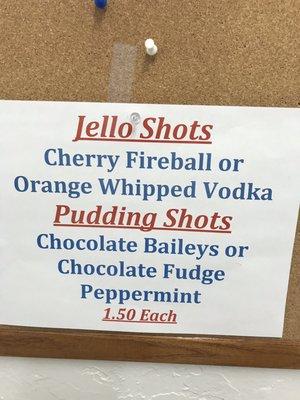 Jello Shots
Cherry Fireball or
Orange Whipped Vodka
Pudding Shots
Chocolate Baileys or
Chocolate Fudge
Peppermint
1.50 Each